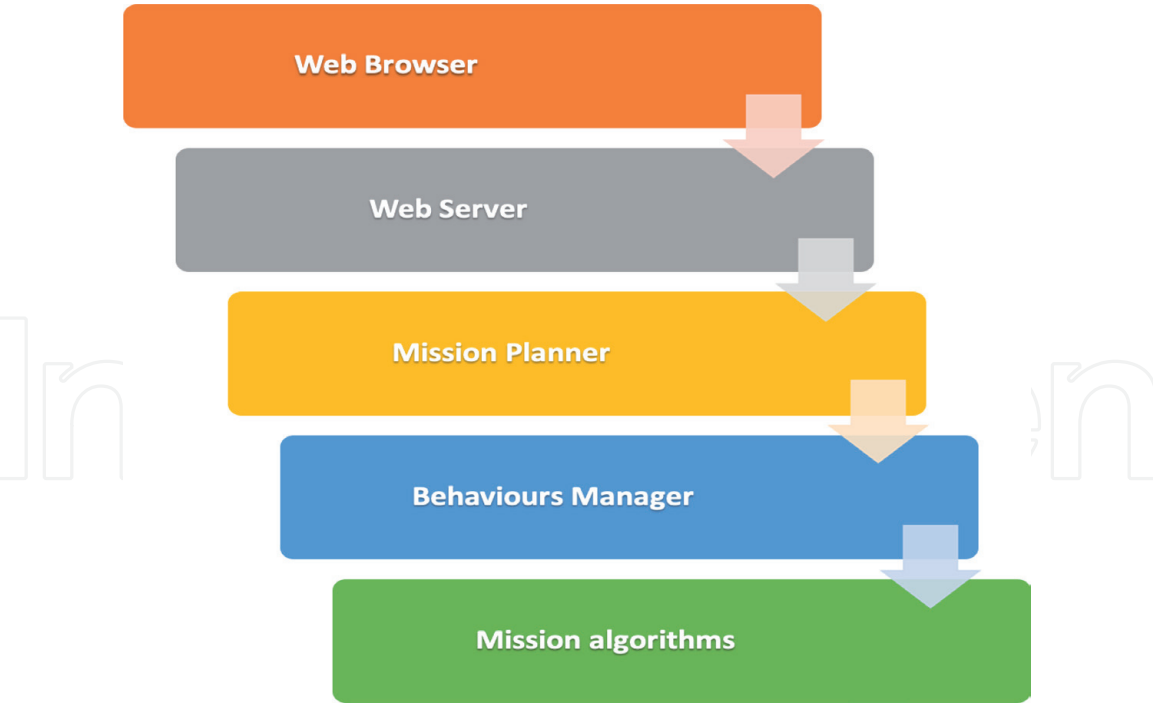 Web Browser
Web Server
Mission Planner
Behaviours Manager
Mission algorithms